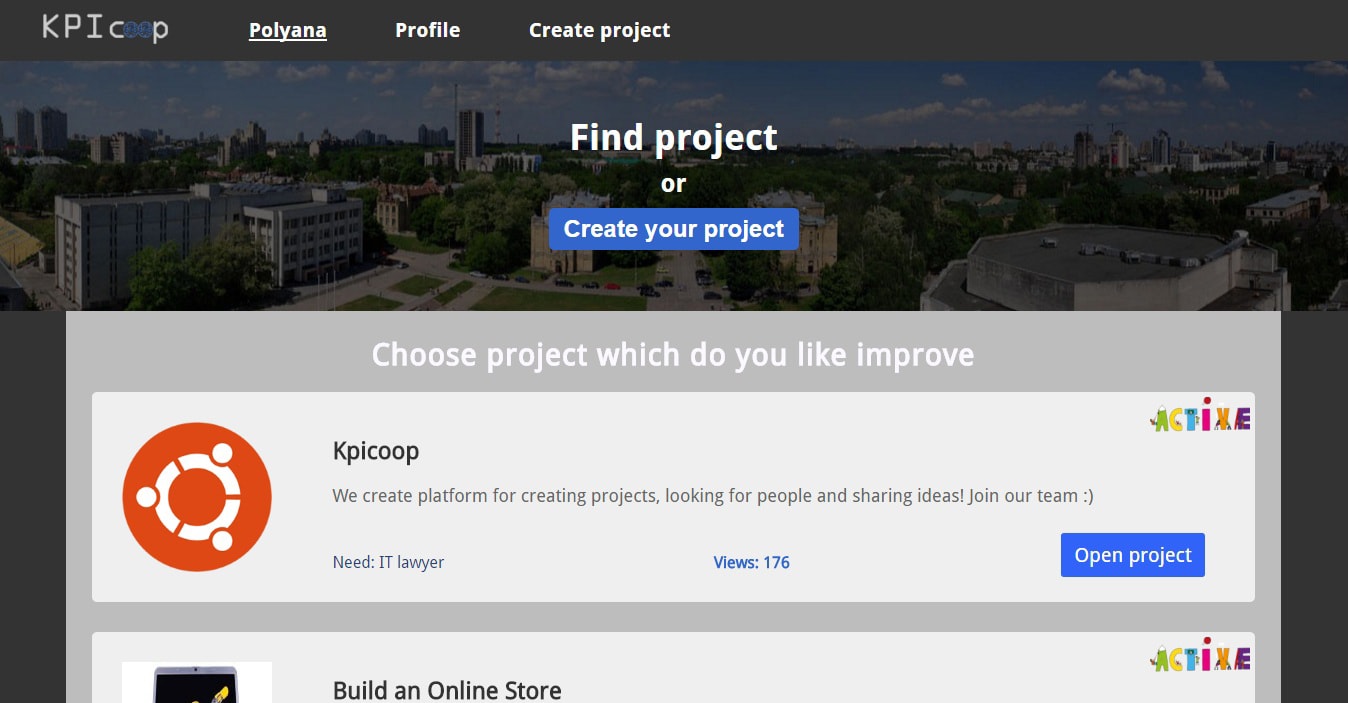 KPIcoop Polyana Profile Create project
Find project
or
Create your project
Choose project which do you like improve
ACTIVE
Kpicoop
We create platform for creating projects, looking for people and sharing ideas! Join our team :)
Need: IT lawyer Views: 176 Open project
ACTIVE
Build an Online Store